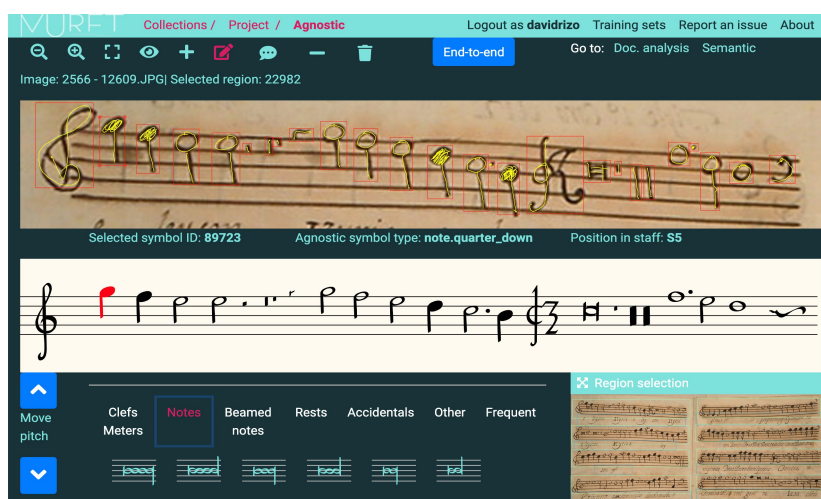 MURET Collections / Project / Agnostic Logout as davidrizo Training sets Report an issue About
End-to-end Go to: Doc. analysis Semantic
Image: 2566 - 12609.JPG| Selected region: 22982
Selected symbol ID: 89723 Agnostic symbol type: note.quarter_down Position in staff: S5
Region selection
Move pitch
Clefs Meters
Notes
Beamed notes
Rests
Accidentals
Other
Frequent